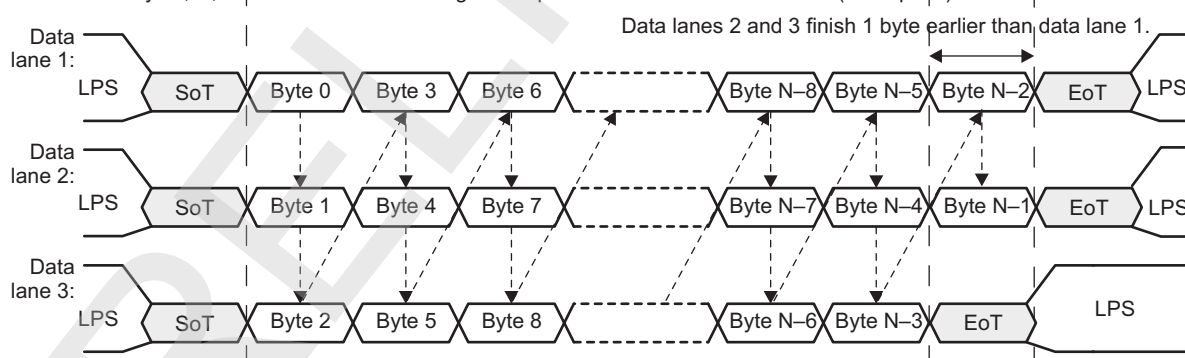 Data lanes 2 and 3 finish 1 byte earlier than data lane 1.
Data
lane 1:
LPS SoT Byte 0 Byte 3 Byte 6 Byte N–8 Byte N–5 Byte N–2 EoT LPS
Data
lane 2:
LPS SoT Byte 1 Byte 4 Byte 7 Byte N–7 Byte N–4 Byte N–1 EoT LPS
Data
lane 3:
LPS SoT Byte 2 Byte 5 Byte 8 Byte N–6 Byte N–3 EoT LPS